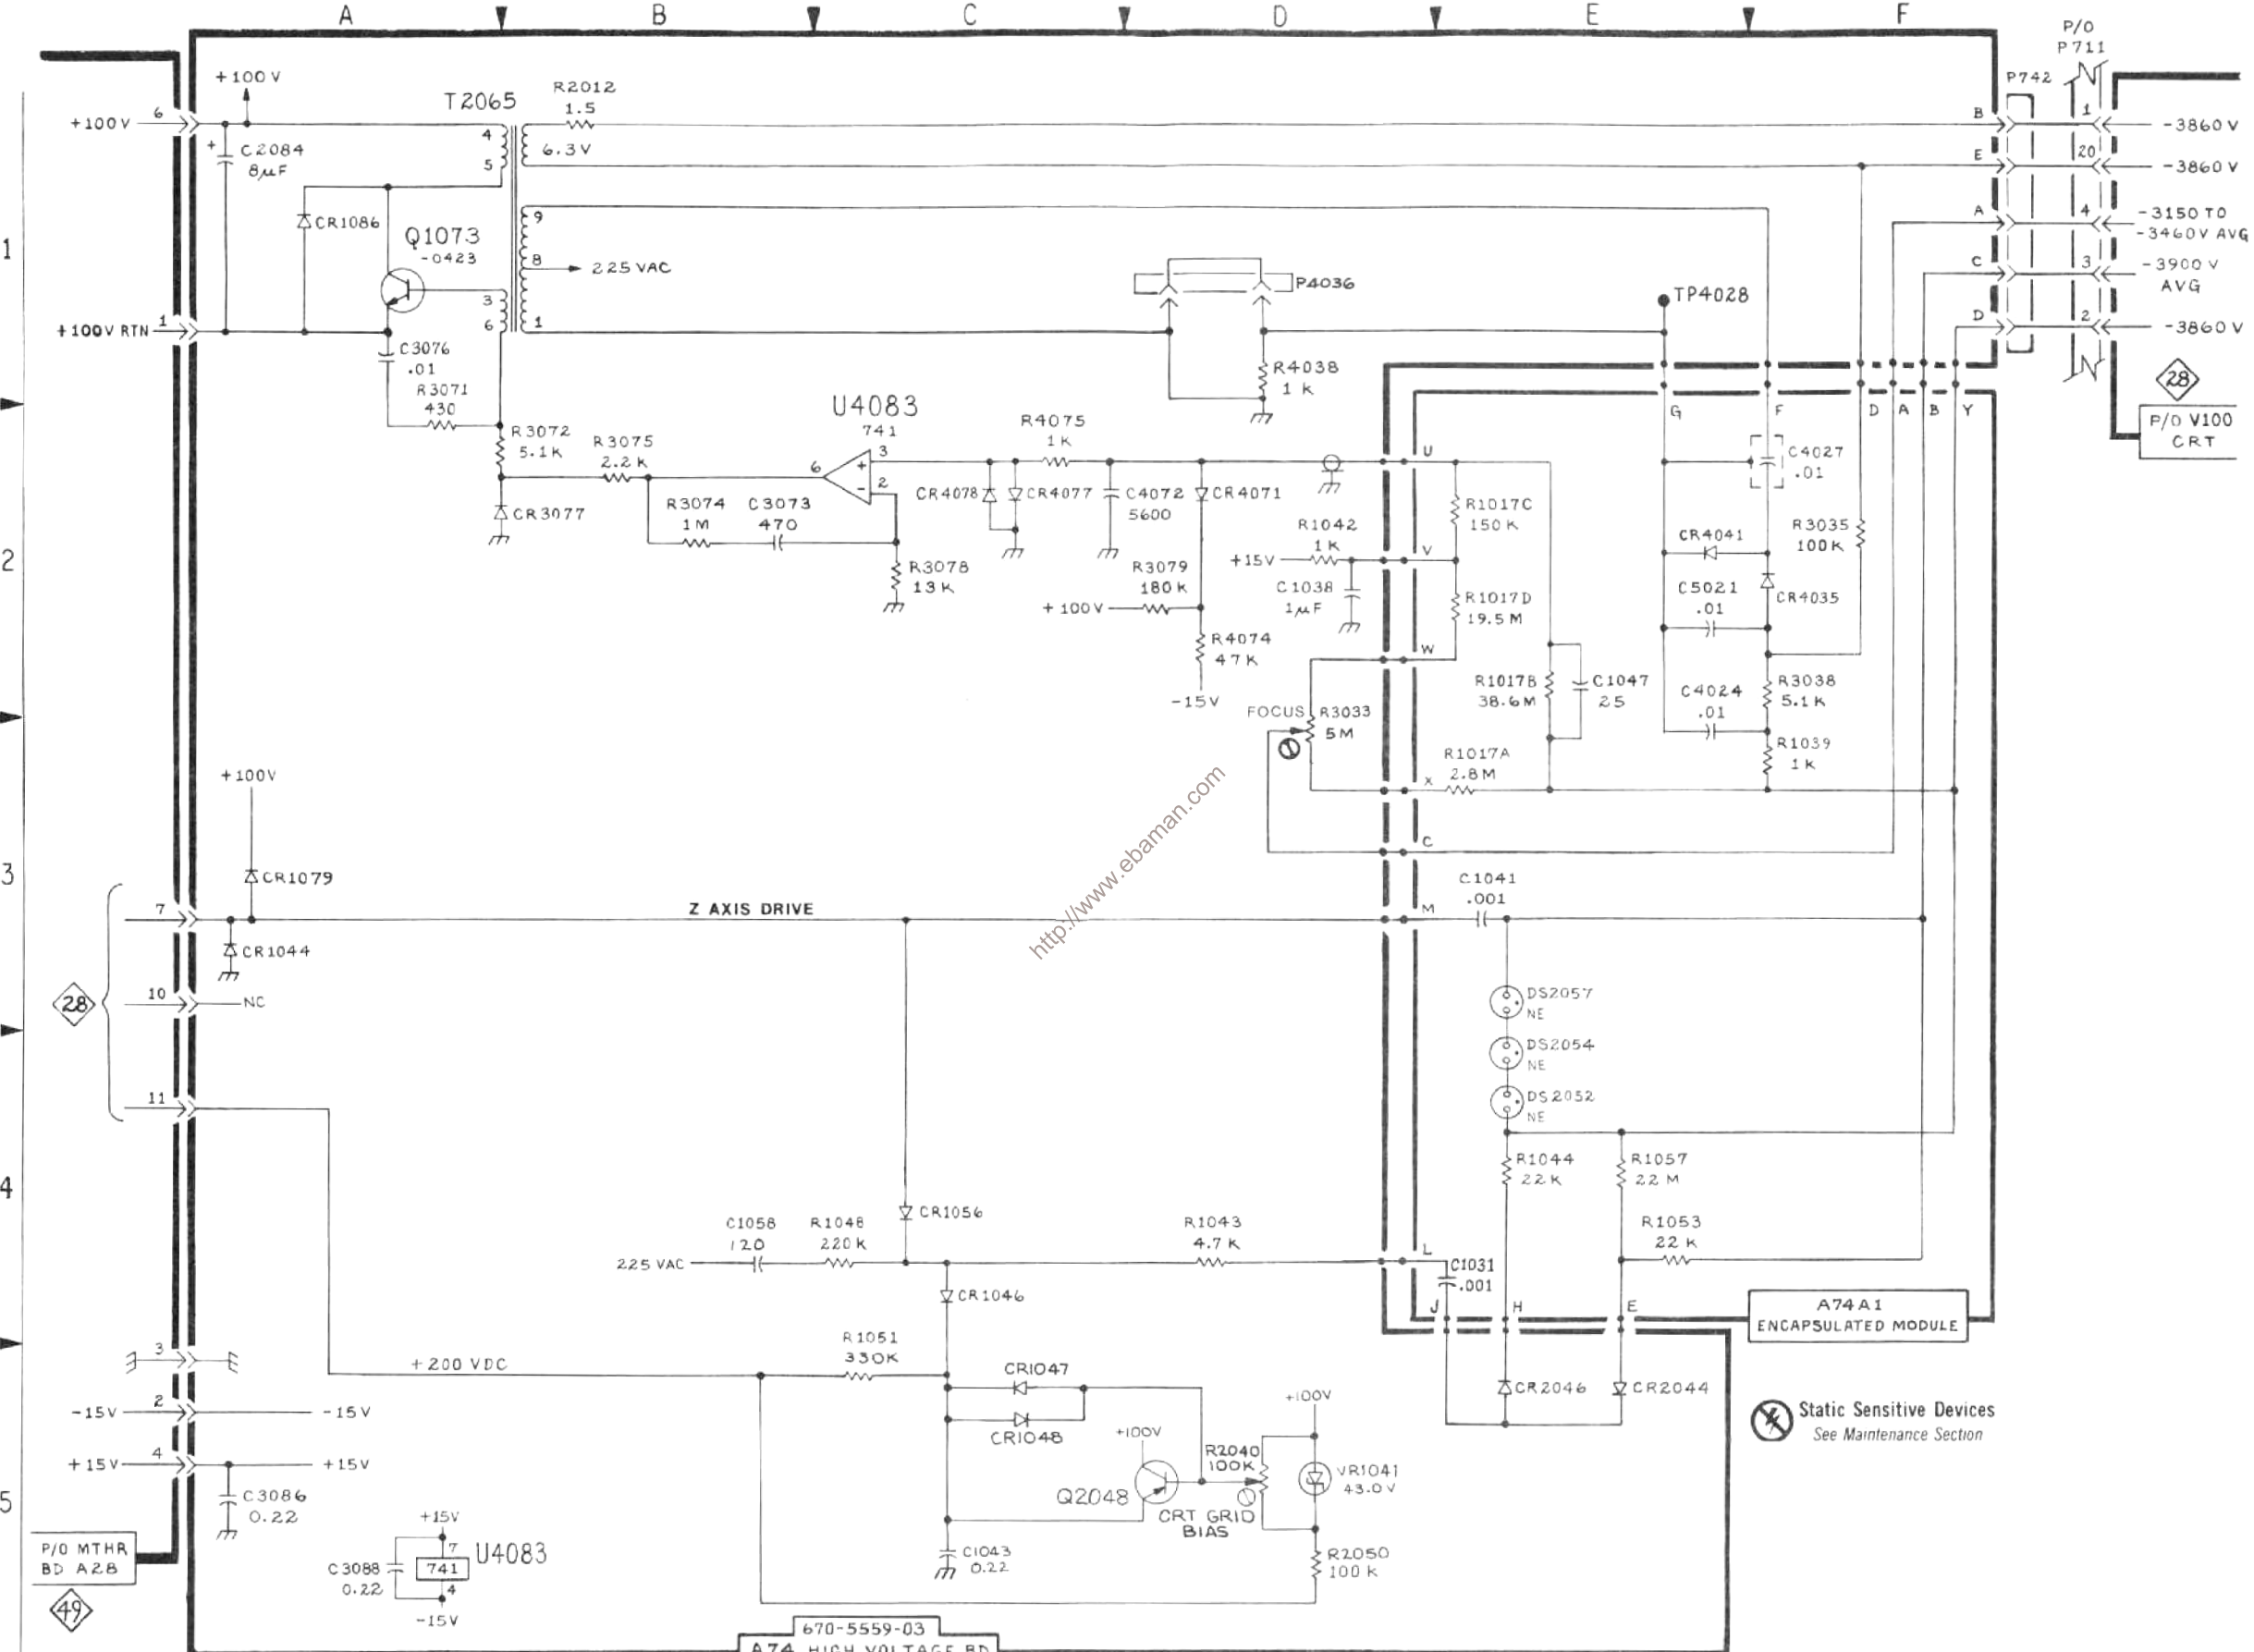 A B C D E F
P/O
P711
P742
+100V
T2065
R2012
1.5
+100V 6
4
5
6.3V
+
C2084
8µF
B 1 -3860V
E 20 -3860V
A 4 -3150 TO
-3460V AVG
C 3 -3900V
AVG
D 2 -3860V
1
CR1086
Q1073
-0423
9
8
225 VAC
3
6
1
P4036
TP4028
+100V RTN 1
C3076
.01
R3071
430
R4038
1K
28
P/O V100
CRT
G F D A B Y
U4083
741
R4075
1K
R3072
5.1K
R3075
2.2K
6
+ 3
- 2
U
C4027
.01
CR3077
R3074
1M
C3073
470
CR4078
CR4077
C4072
5600
CR4071
R1017C
150K
R1042
1K
CR4041
R3035
100K
2
R3078
13K
R3079
180K
+15V
V
C1038
1µF
+100V
R1017D
19.5M
C5021
.01
CR4035
R4074
47K
W
-15V
R1017B
38.6M
C1047
25
C4024
.01
R3038
5.1K
FOCUS R3033
5M
R1017A
2.8M
X
R1039
1K
+100V
C
http://www.ebaman.com
3
CR1079
7
Z AXIS DRIVE
M
C1041
.001
CR1044
28
10 NC
DS2057
NE
DS2054
NE
DS2052
NE
11
4
R1044
22K
R1057
22M
CR1056
C1058
120
R1048
220K
R1043
4.7K
R1053
22K
225 VAC
L
C1031
.001
CR1046
J H E
A74A1
ENCAPSULATED MODULE
3
+200 VDC
R1051
330K
CR1047
CR2046
CR2044
-15V 2 -15V
CR1048
+100V
+100V
Static Sensitive Devices
See Maintenance Section
+15V 4 +15V
5
C3086
0.22
Q2048
R2040
100K
VR1041
43.0V
CRT GRID
BIAS
P/O MTHR
BD A28
49
+15V
7
C3088
0.22
741
U4083
4
-15V
C1043
0.22
R2050
100K
670-5559-03
A74 HIGH VOLTAGE BD